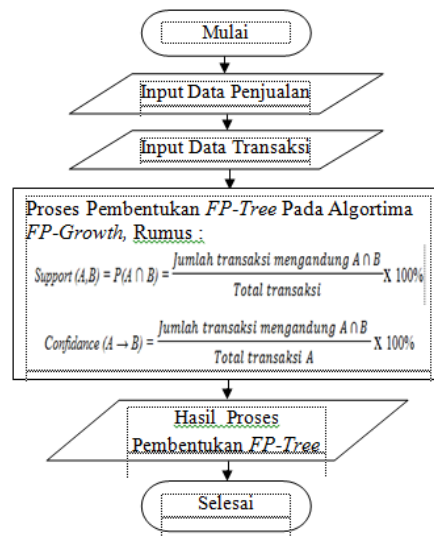 Mulai
Input Data Penjualan
Input Data Transaksi
Proses Pembentukan FP-Tree Pada Algortima
FP-Growth, Rumus :
Support (A,B) = P(A ∩ B) = Jumlah transaksi mengandung A ∩ B / Total transaksi X 100%
Confidance (A → B) = Jumlah transaksi mengandung A ∩ B / Total transaksi A X 100%
Hasil Proses
Pembentukan FP-Tree
Selesai